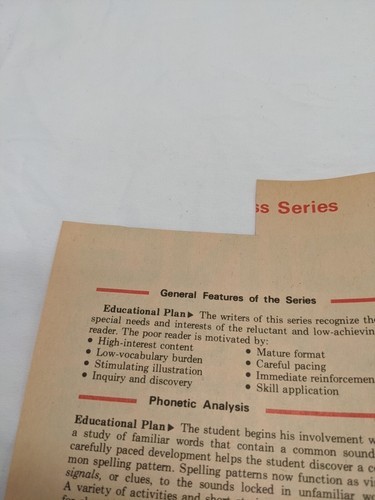 ss Series
General Features of the Series
Educational Plan▶ The writers of this series recognize the
special needs and interests of the reluctant and low-achievin
reader. The poor reader is motivated by:
• High-interest content
• Low-vocabulary burden
• Stimulating illustration
• Inquiry and discovery
• Mature format
• Careful pacing
• Immediate reinforcemen
• Skill application
Phonetic Analysis
Educational Plan▶ The student begins his involvement w
a study of familiar words that contain a common sound
carefully paced development helps the student discover a c
mon spelling pattern. Spelling patterns now function as vis
signals, or clues, to the sounds locked in unfamiliar w
A variety of activities and